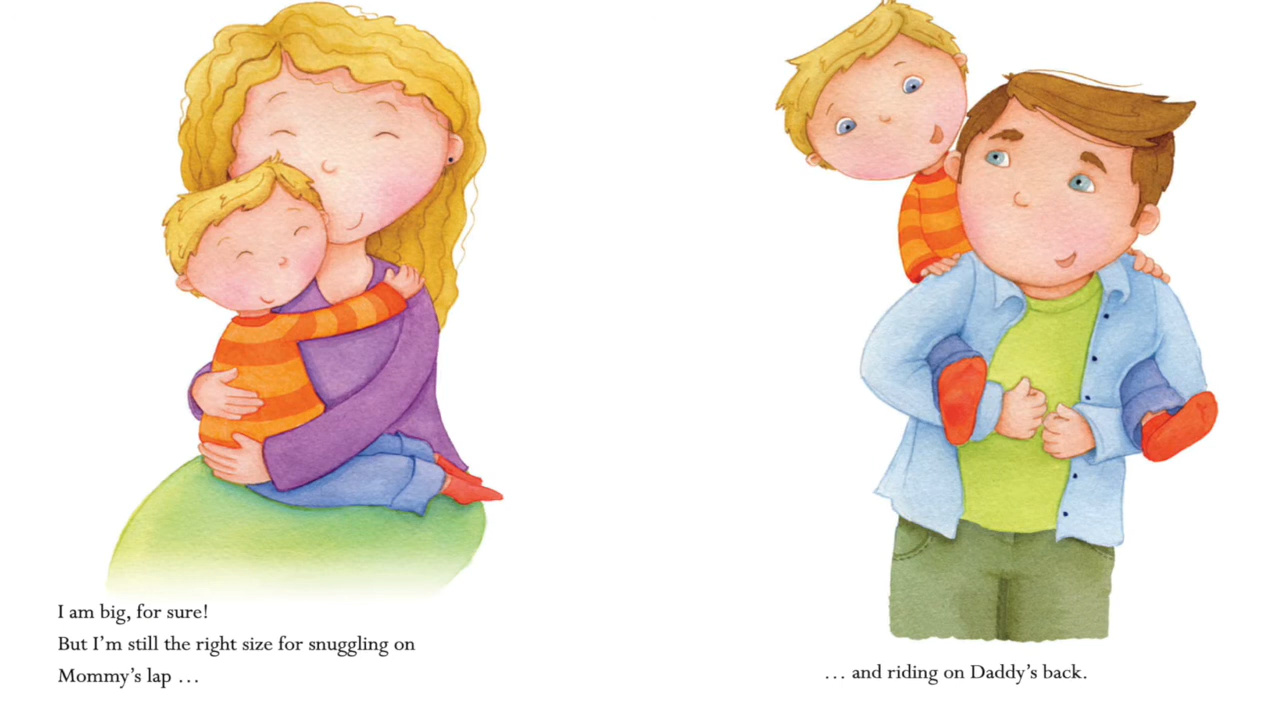 I am big, for sure!
But I’m still the right size for snuggling on
Mommy’s lap …
… and riding on Daddy’s back.